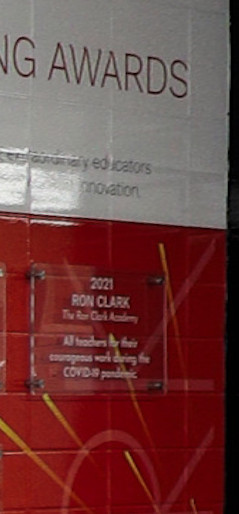 NG AWARDS
extraordinary educators
innovation.
2021
RON CLARK
The Ron Clark Academy
All teachers for their
courageous work during the
COVID-19 pandemic.